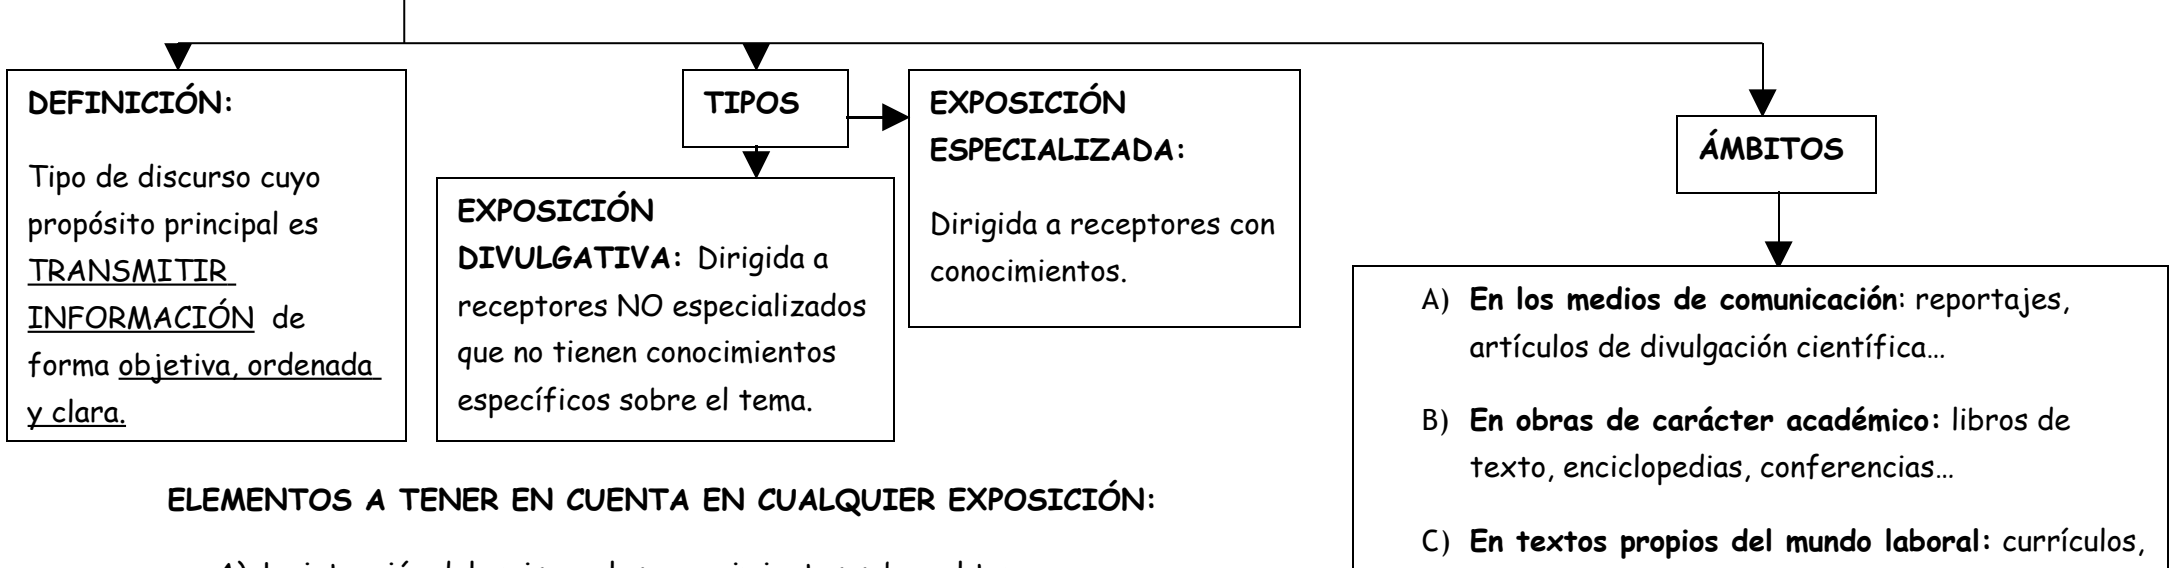 DEFINICIÓN:
Tipo de discurso cuyo
propósito principal es
TRANSMITIR
INFORMACIÓN de
forma objetiva, ordenada
y clara.
TIPOS
EXPOSICIÓN
DIVULGATIVA: Dirigida a
receptores NO especializados
que no tienen conocimientos
específicos sobre el tema.
EXPOSICIÓN
ESPECIALIZADA:
Dirigida a receptores con
conocimientos.
ÁMBITOS
A) En los medios de comunicación: reportajes,
artículos de divulgación científica…
B) En obras de carácter académico: libros de
texto, enciclopedias, conferencias…
C) En textos propios del mundo laboral: currículos,
ELEMENTOS A TENER EN CUENTA EN CUALQUIER EXPOSICIÓN: